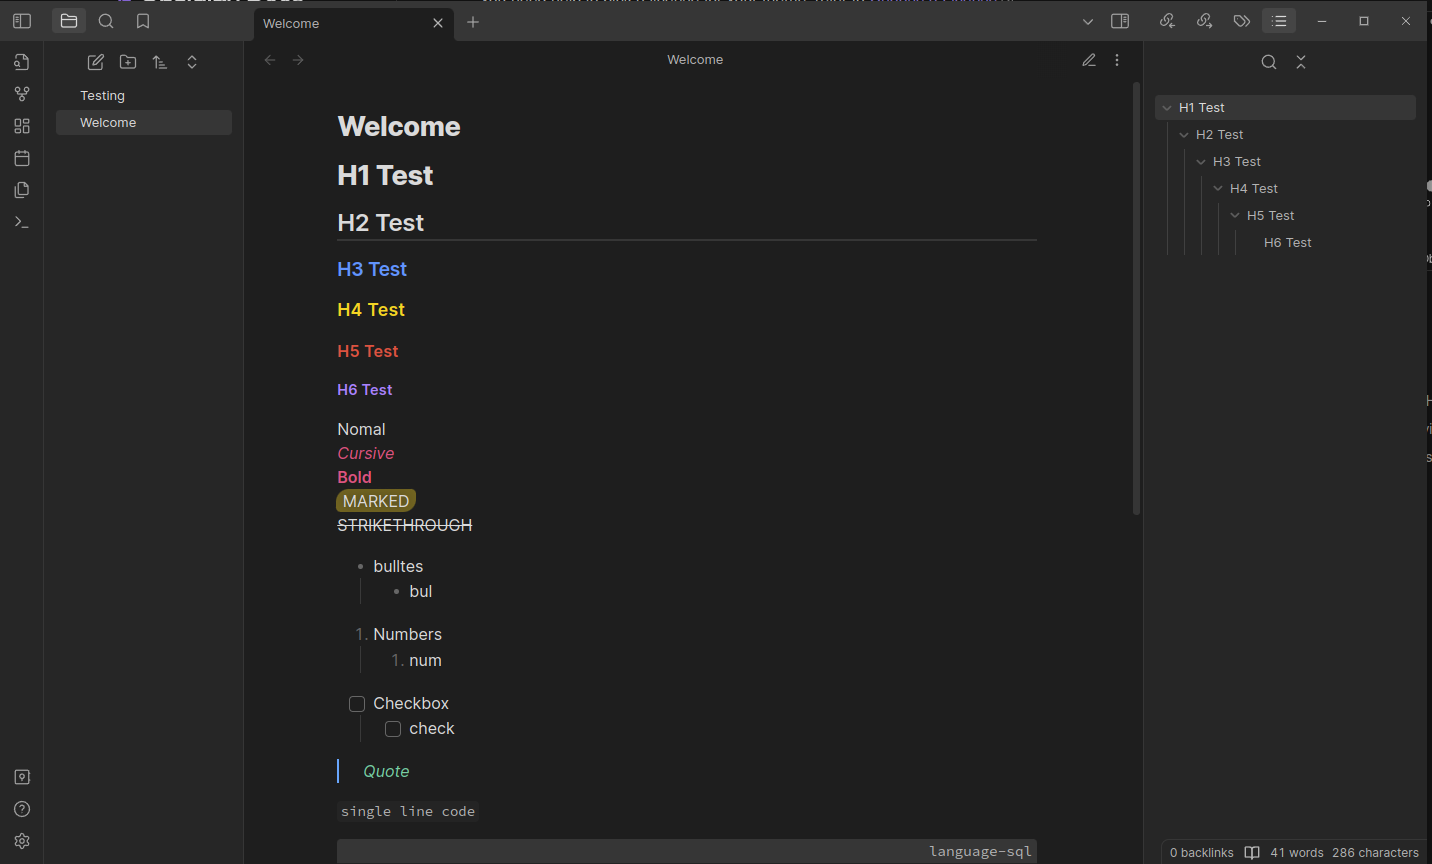 Welcome
Testing
Welcome
Welcome
Welcome
H1 Test
H2 Test
H3 Test
H4 Test
H5 Test
H6 Test
Nomal
Cursive
Bold
MARKED
STRIKETHROUGH
bulltes
bul
1. Numbers
1. num
Checkbox
check
Quote
single line code
language-sql
H1 Test
H2 Test
H3 Test
H4 Test
H5 Test
H6 Test
0 backlinks 41 words 286 characters